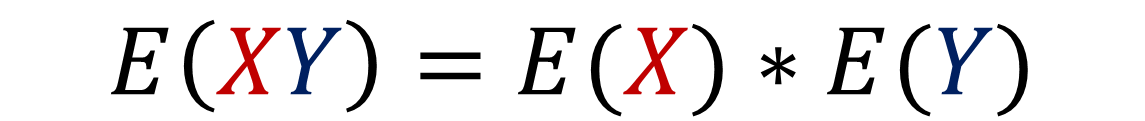 E(XY) = E(X) * E(Y)